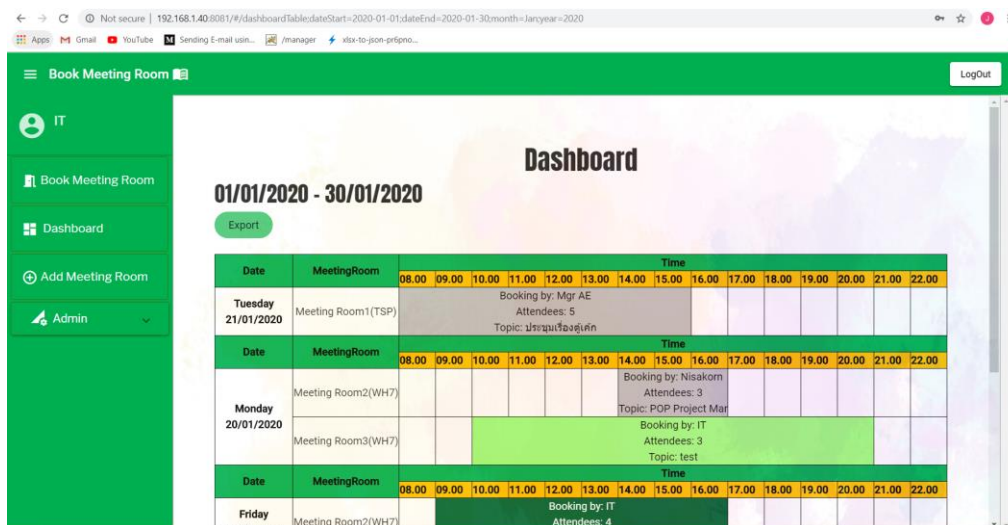 Not secure | 192.168.1.40:8081/#/dashboardTable;dateStart=2020-01-01;dateEnd=2020-01-30;month=Jan;year=2020
Apps Gmail YouTube Sending E-mail usin... /manager xlsx-to-json-pr6pno...
Book Meeting Room LogOut
IT
Book Meeting Room
Dashboard
Add Meeting Room
Admin
Dashboard
01/01/2020 - 30/01/2020
Export
Date MeetingRoom Time
08.00 09.00 10.00 11.00 12.00 13.00 14.00 15.00 16.00 17.00 18.00 19.00 20.00 21.00 22.00
Tuesday
21/01/2020
Meeting Room1(TSP)
Booking by: Mgr AE
Attendees: 5
Topic: ประชุมเรื่องตู้เค้ก
Date MeetingRoom Time
08.00 09.00 10.00 11.00 12.00 13.00 14.00 15.00 16.00 17.00 18.00 19.00 20.00 21.00 22.00
Monday
20/01/2020
Meeting Room2(WH7)
Booking by: Nisakorn
Attendees: 3
Topic: POP Project Mar
Meeting Room3(WH7)
Booking by: IT
Attendees: 3
Topic: test
Date MeetingRoom Time
08.00 09.00 10.00 11.00 12.00 13.00 14.00 15.00 16.00 17.00 18.00 19.00 20.00 21.00 22.00
Friday
Meeting Room2(WH7)
Booking by: IT
Attendees: 4